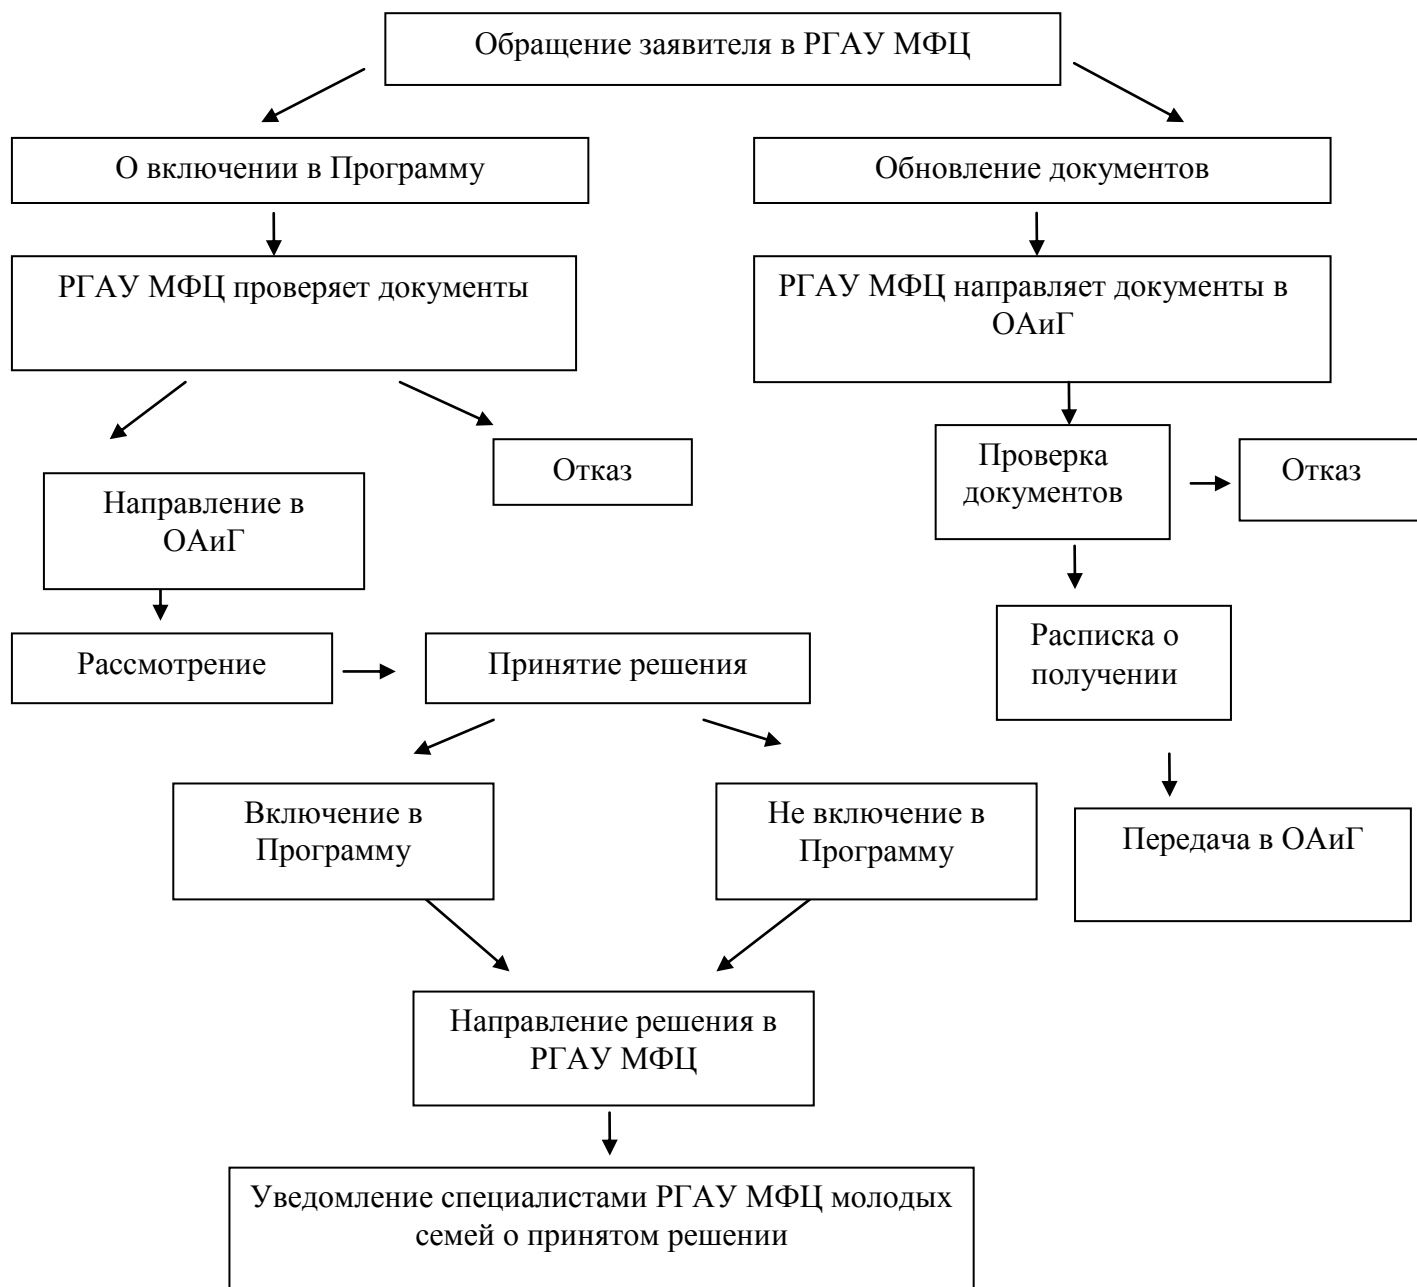 Обращение заявителя в РГАУ МФЦ
О включении в Программу
Обновление документов
РГАУ МФЦ проверяет документы
РГАУ МФЦ направляет документы в
ОАиГ
Отказ
Проверка
документов
Отказ
Направление в
ОАиГ
Рассмотрение
Принятие решения
Расписка о
получении
Включение в
Программу
Не включение в
Программу
Передача в ОАиГ
Направление решения в
РГАУ МФЦ
Уведомление специалистами РГАУ МФЦ молодых
семей о принятом решении